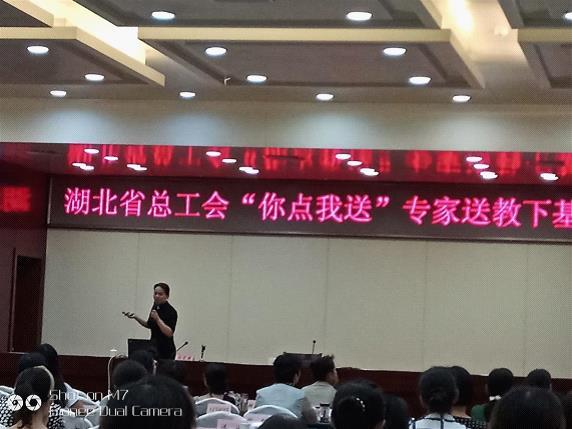 湖北省总工会“你点我送”专家送教下基
Shot on M7
Gionee Dual Camera